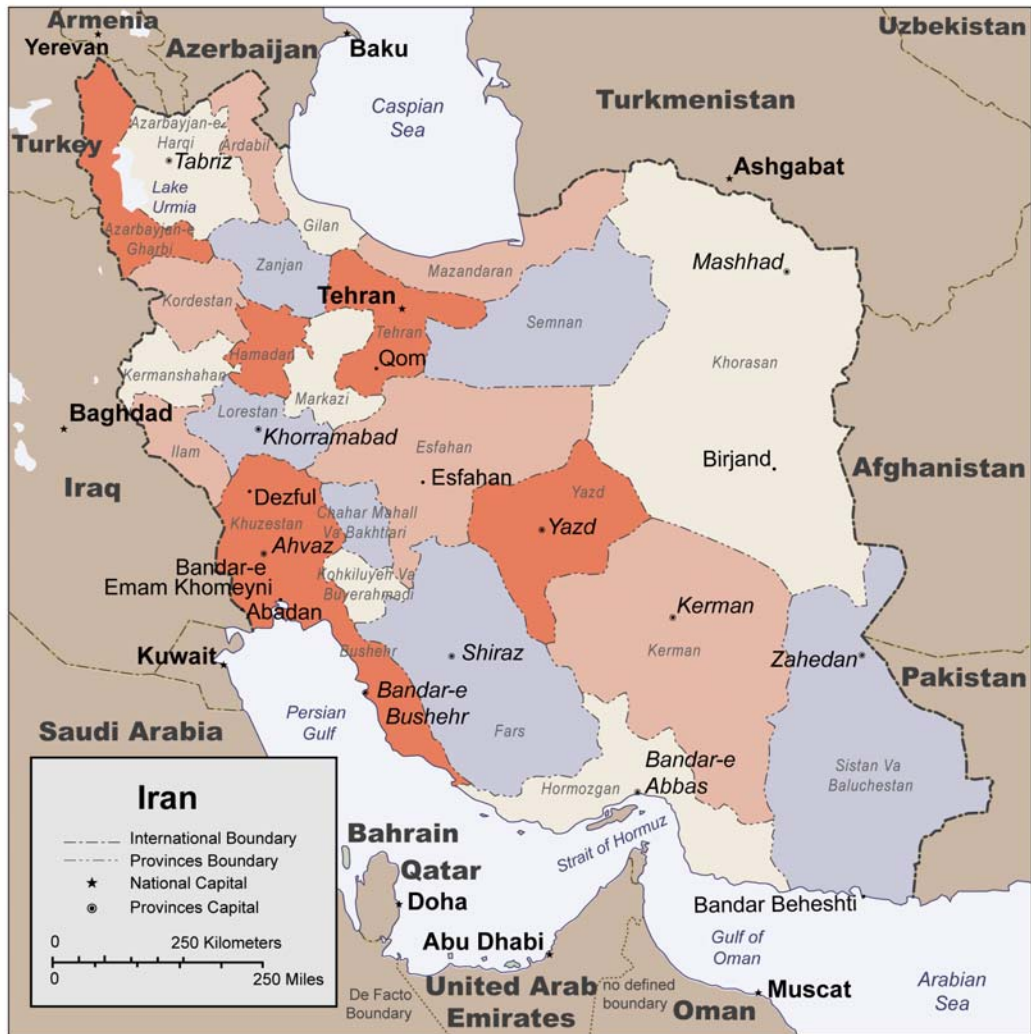 Armenia
Yerevan
Azerbaijan
Baku
Uzbekistan
Caspian
Sea
Turkmenistan
Turkey
Azarbayjan-e
Harqi
Ardabil
Tabriz
Ashgabat
Lake
Urmia
Azarbayjan-e
Gharbi
Gilan
Zanjan
Mazandaran
Mashhad
Kordestan
Tehran
Semnan
Tehran
Hamadan
Qom
Khorasan
Kermanshahan
Markazi
Baghdad
Lorestan
Khorramabad
Ilam
Esfahan
Birjand
Afghanistan
Iraq
Esfahan
Dezful
Chahar Mahall
Va Bakhtiari
Yazd
Khuzestan
Yazd
Ahvaz
Bandar-e
Emam Khomeyni
Kohkiluyeh Va
Buyerahmadi
Abadan
Kerman
Kuwait
Bushehr
Shiraz
Kerman
Zahedan
Pakistan
Bandar-e
Bushehr
Saudi Arabia
Persian
Gulf
Fars
Bandar-e
Abbas
Sistan Va
Baluchestan
Hormozgan
Iran
International Boundary
Provinces Boundary
National Capital
Provinces Capital
0 250 Kilometers
0 250 Miles
Bahrain
Strait of Hormuz
Qatar
Doha
Bandar Beheshti
Abu Dhabi
Gulf of
Oman
Arabian
Sea
De Facto
Boundary
United Arab
Emirates
no defined
boundary
Oman
Muscat